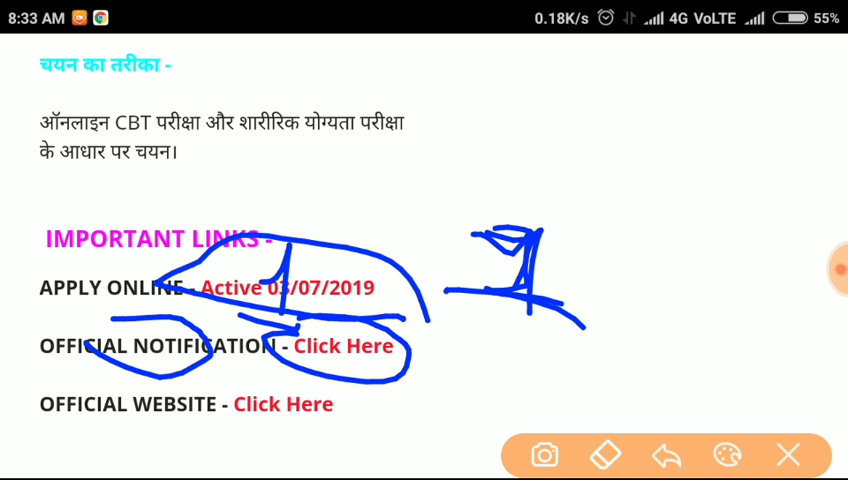 8:33 AM 0.18K/s 4G VoLTE 55%
चयन का तरीका -
ऑनलाइन CBT परीक्षा और शारीरिक योग्यता परीक्षा
के आधार पर चयन।
IMPORTANT LINKS -
APPLY ONLINE - Active 03/07/2019
OFFICIAL NOTIFICATION - Click Here
OFFICIAL WEBSITE - Click Here